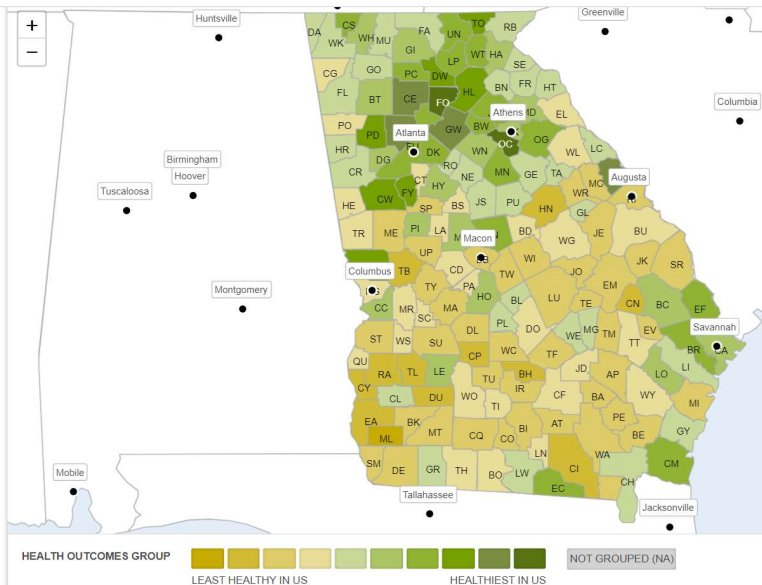 +
−
Huntsville
Greenville
Columbia
Birmingham
Hoover
Tuscaloosa
Montgomery
Mobile
Tallahassee
Jacksonville
Savannah
Augusta
Athens
Atlanta
Macon
Columbus
DA CS WK WH MU FA UN TO RB
GI WT HA
CG GO PC LP DW SE
FL BT CE FO HL BN FR HT
PO PD GW BW MD EL
HR DG DK WN OC OG WL LC
CR RO NE MN GE TA
CT HY FY CW WR MC
HE SP BS JS PU HN GL
TR ME PI LA BD WG JE BU
UP WI JK SR
TB CD TW JO
TY PA EM
CC MR SC MA HO BL LU TE CN BC EF
PL DO WE MG TM EV
ST WS SU DL WC TF TT BR CA
QU CP JD LO LI
CY RA TL LE TU BH IR AP
CL DU WO TI CF BA WY MI
EA BK BI AT PE
ML MT CQ CO BE GY
LN WA
SM DE GR TH BO LW CI CM
EC CH
HEALTH OUTCOMES GROUP
LEAST HEALTHY IN US
HEALTHIEST IN US
NOT GROUPED (NA)